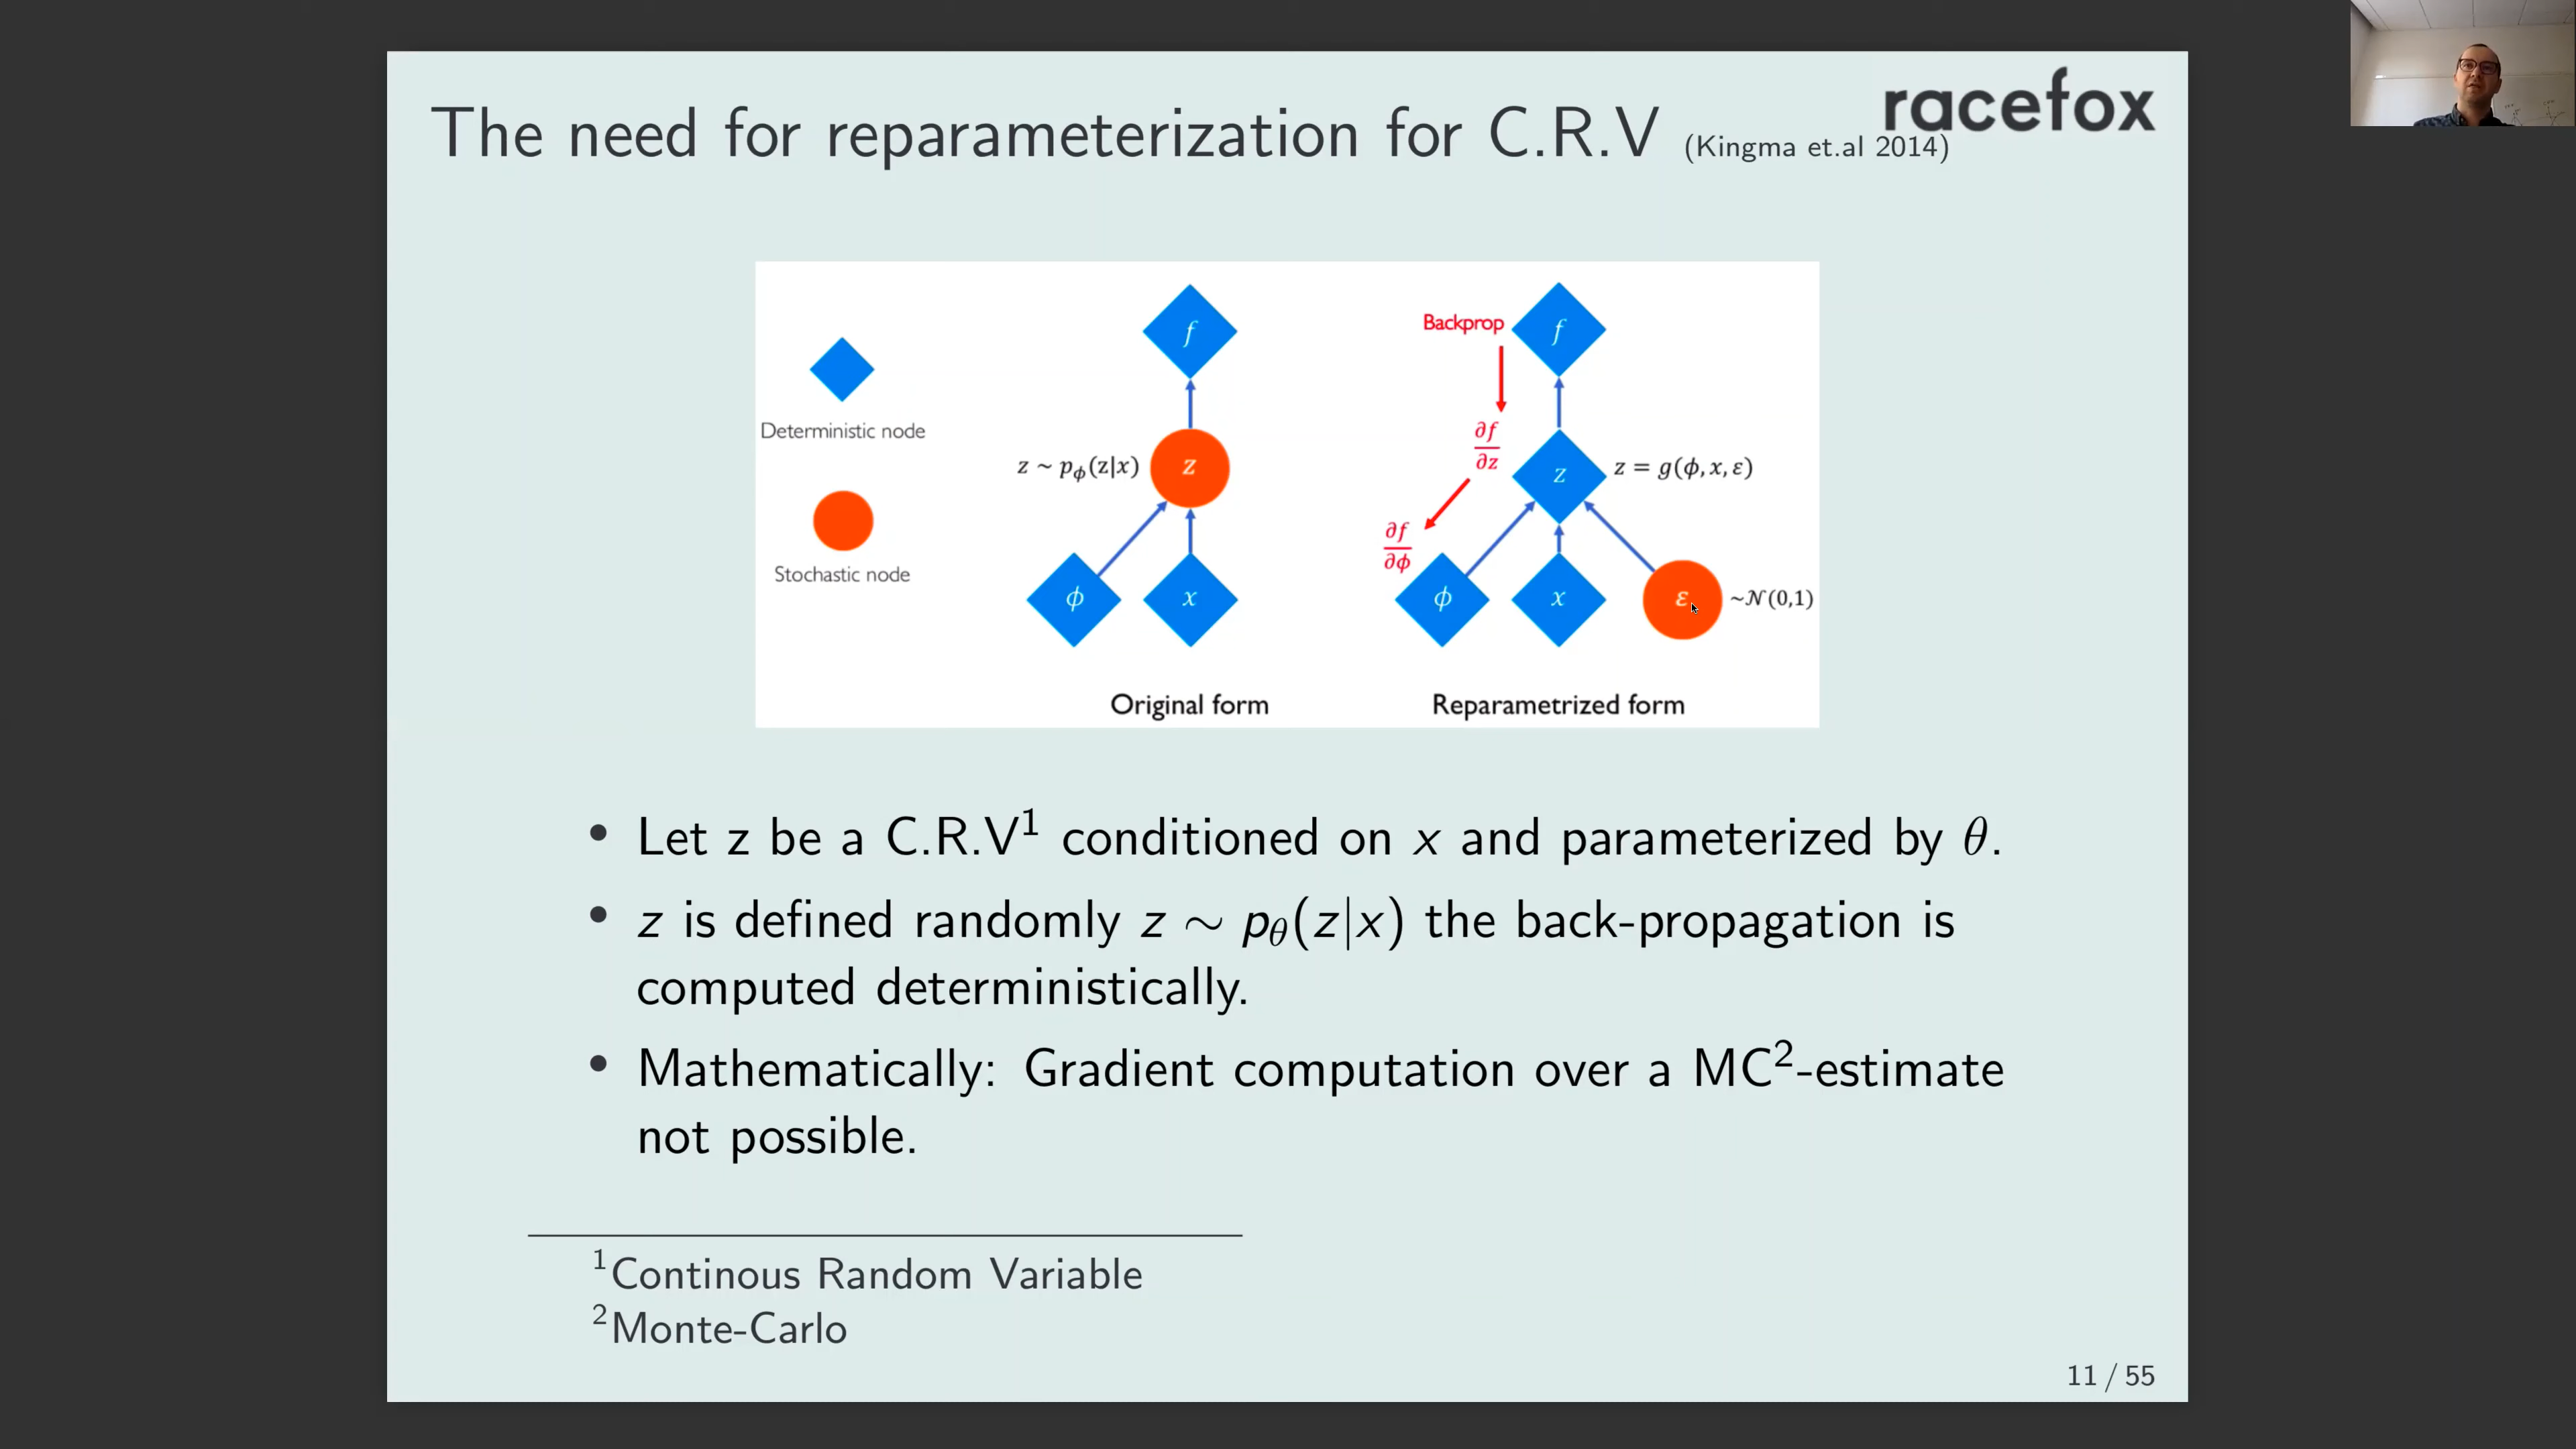 racefox
The need for reparameterization for C.R.V (Kingma et.al 2014)
f
Backprop
f
Deterministic node
∂f
∂z
z ~ pϕ(z|x)
z
z
z = g(ϕ, x, ε)
∂f
∂ϕ
Stochastic node
ϕ
x
ϕ
x
ε
~𝒩(0,1)
Original form
Reparametrized form
• Let z be a C.R.V¹ conditioned on x and parameterized by θ.
• z is defined randomly z ∼ pθ(z|x) the back-propagation is
computed deterministically.
• Mathematically: Gradient computation over a MC²-estimate
not possible.
¹Continous Random Variable
²Monte-Carlo
11 / 55